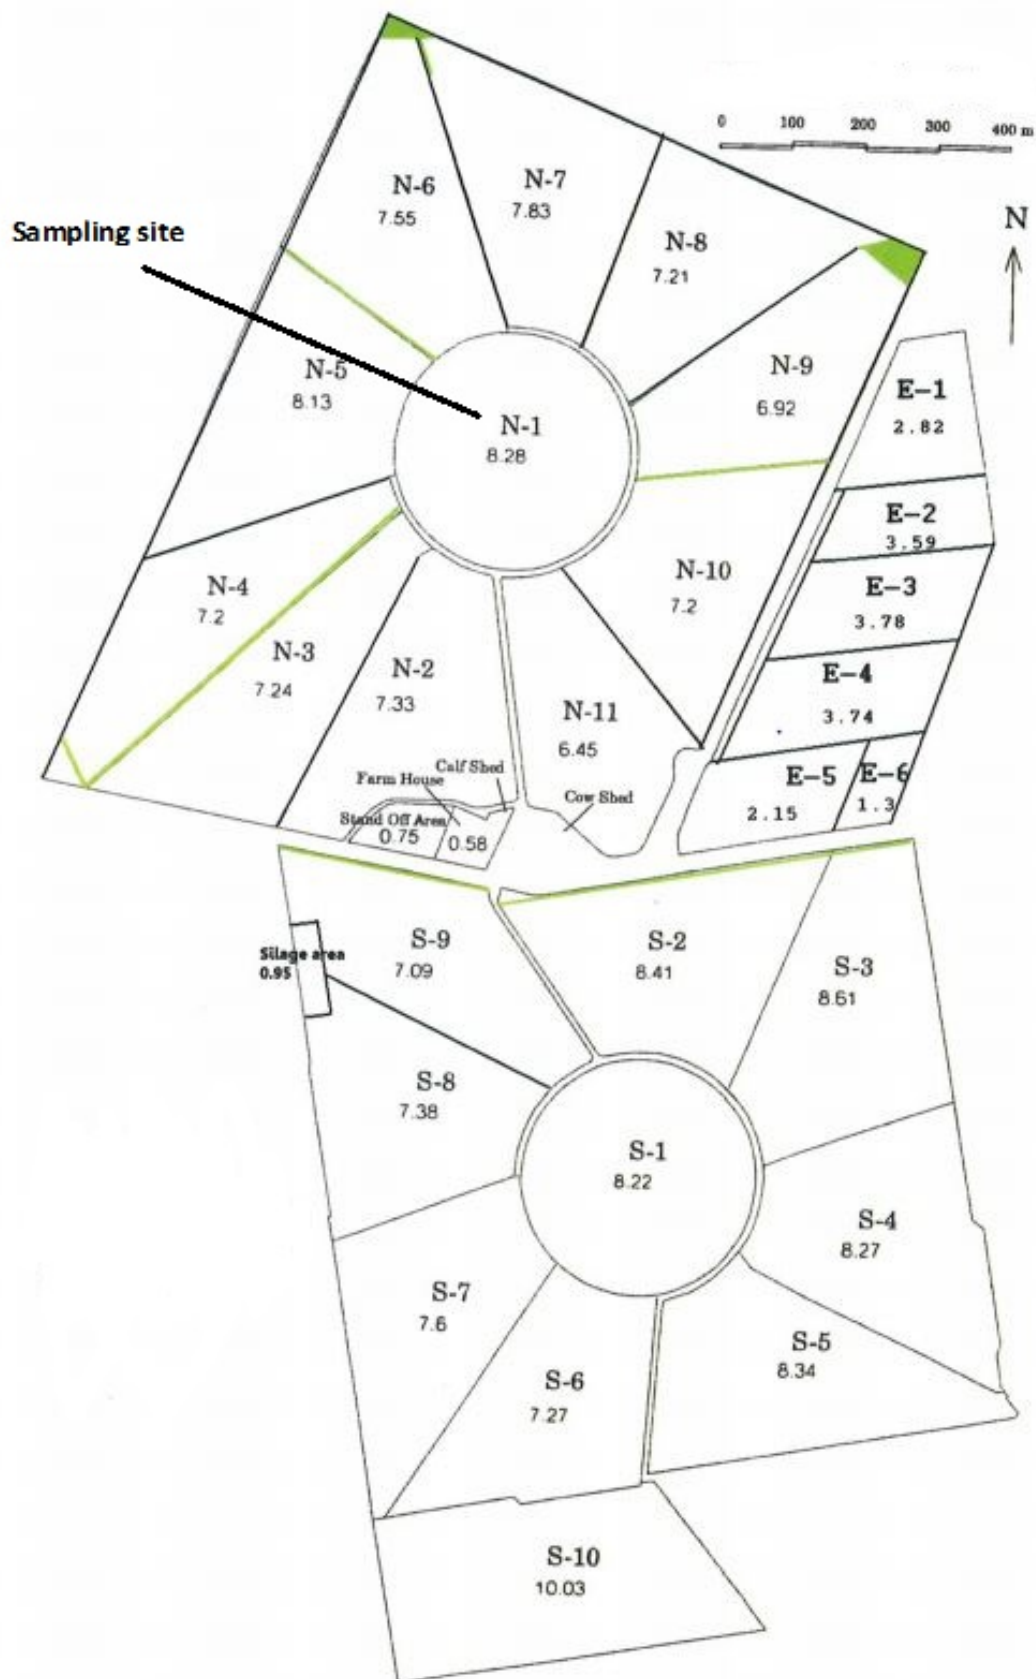 0 100 200 300 400 m
N
N-6
7.55
N-7
7.83
Sampling site
N-8
7.21
N-5
8.13
N-9
6.92
E-1
2.82
N-1
8.28
E-2
3.59
N-4
7.2
N-10
7.2
E-3
3.78
N-3
7.24
N-2
7.33
E-4
3.74
N-11
6.45
Calf Shed
Farm House
Cow Shed
E-5
2.15
E-6
1.3
Stand Off Area
0.75
0.58
S-9
7.09
S-2
8.41
Silage area
0.95
S-3
8.61
S-8
7.38
S-1
8.22
S-4
8.27
S-7
7.6
S-5
8.34
S-6
7.27
S-10
10.03